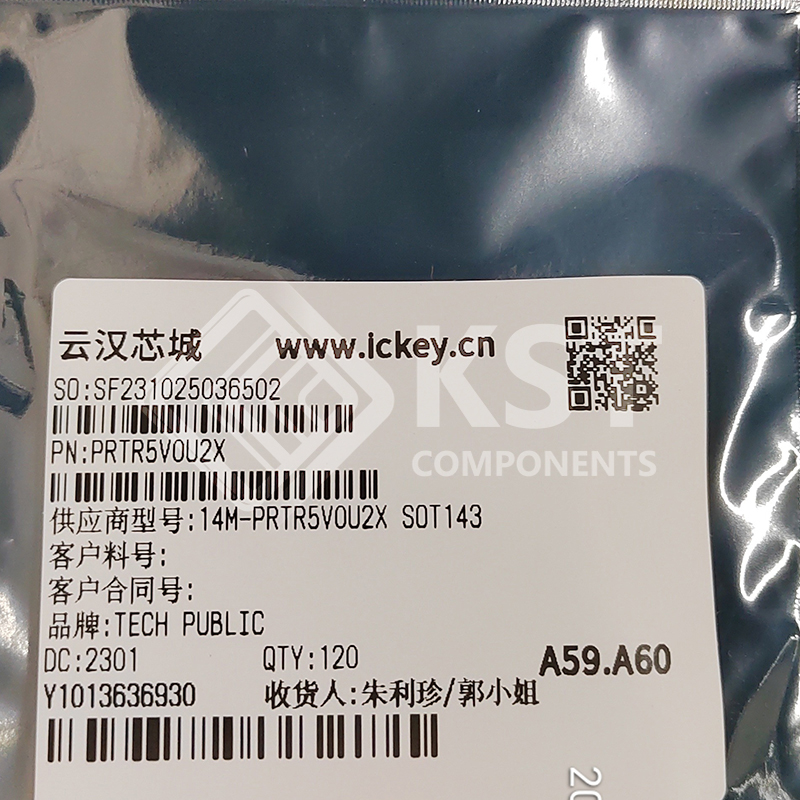 云汉芯城 www.ickey.cn
SO:SF231025036502
PN:PRTR5V0U2X
供应商型号:14M-PRTR5V0U2X SOT143
客户料号:
客户合同号:
品牌:TECH PUBLIC
DC:2301 QTY:120 A59.A60
Y1013636930 收货人:朱利珍/郭小姐
KST
COMPONENTS
20